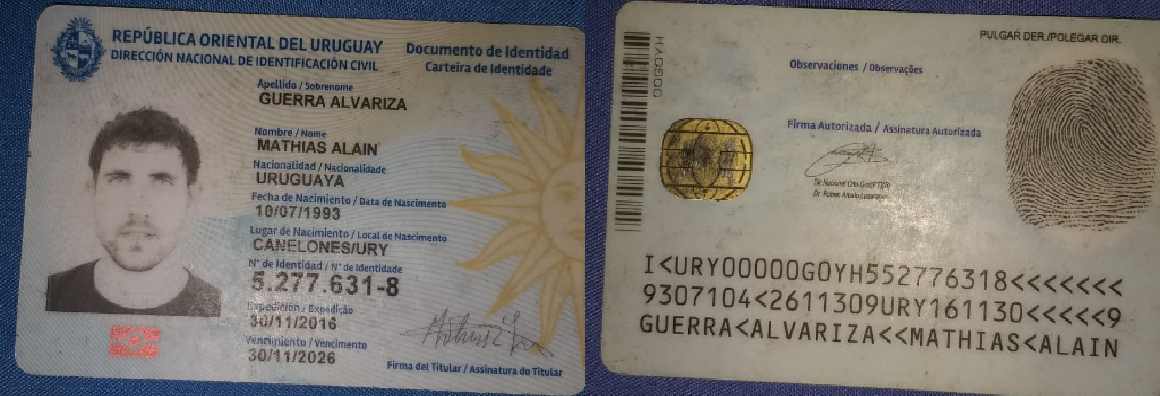 REPÚBLICA ORIENTAL DEL URUGUAY
DIRECCIÓN NACIONAL DE IDENTIFICACIÓN CIVIL
Documento de Identidad
Carteira de Identidade
Apellido / Sobrenome
GUERRA ALVARIZA
Nombre / Nome
MATHIAS ALAIN
Nacionalidad / Nacionalidade
URUGUAYA
Fecha de Nacimiento / Data de Nascimento
10/07/1993
Lugar de Nacimiento / Local de Nascimento
CANELONES/URY
N° de Identidad / N° de Identidade
5.277.631-8
Expedición / Expedição
30/11/2016
Vencimiento / Vencimento
30/11/2026
Firma del Titular / Assinatura do Titular
PULGAR DER./POLEGAR DIR.
Observaciones / Observações
Firma Autorizada / Assinatura Autorizada
I<URY00000G0YH552776318<<<<<<<
9307104<2611309URY161130<<<<<9
GUERRA<ALVARIZA<<MATHIAS<ALAIN